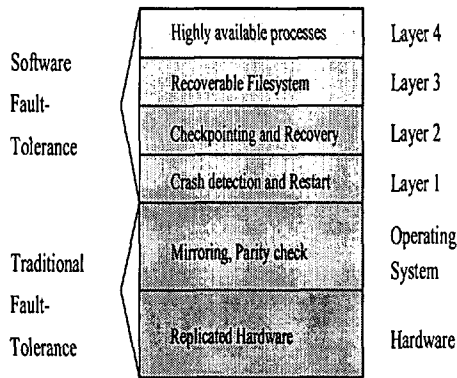 Highly available processes Layer 4
Software
Recoverable Filesystem Layer 3
Fault-
Checkpointing and Recovery Layer 2
Tolerance
Crash detection and Restart Layer 1
Operating
Mirroring, Parity check
System
Traditional
Fault-
Replicated Hardware Hardware
Tolerance